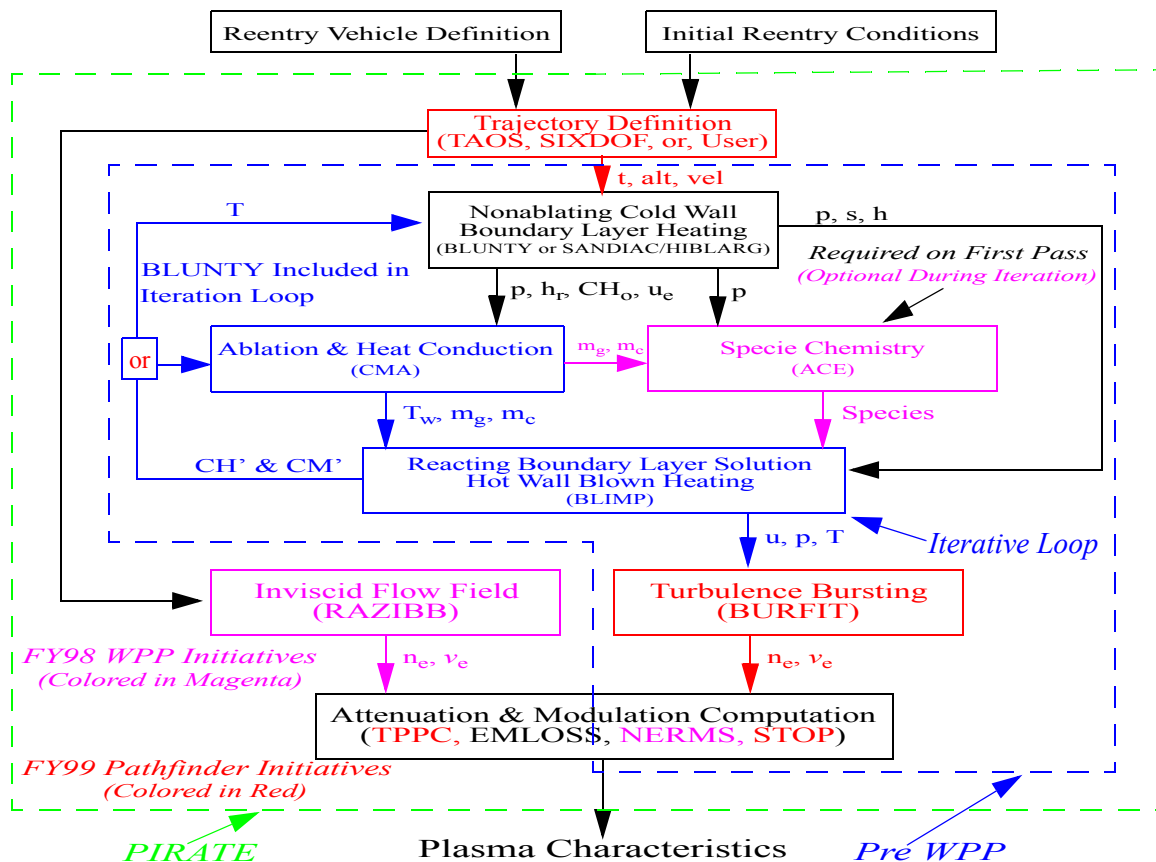 Reentry Vehicle Definition
Initial Reentry Conditions
Trajectory Definition
(TAOS, SIXDOF, or, User)
t, alt, vel
T
Nonablating Cold Wall
Boundary Layer Heating
(BLUNTY or SANDIAC/HIBLARG)
p, s, h
Required on First Pass
(Optional During Iteration)
BLUNTY Included in
Iteration Loop
p, hr, CHo, ue
p
or
Ablation & Heat Conduction
(CMA)
mg, mc
Specie Chemistry
(ACE)
Tw, mg, mc
Species
CH' & CM'
Reacting Boundary Layer Solution
Hot Wall Blown Heating
(BLIMP)
u, p, T
Iterative Loop
Inviscid Flow Field
(RAZIBB)
Turbulence Bursting
(BURFIT)
FY98 WPP Initiatives
(Colored in Magenta)
ne, νe
ne, νe
Attenuation & Modulation Computation
(TPPC, EMLOSS, NERMS, STOP)
FY99 Pathfinder Initiatives
(Colored in Red)
PIRATE
Plasma Characteristics
Pre WPP